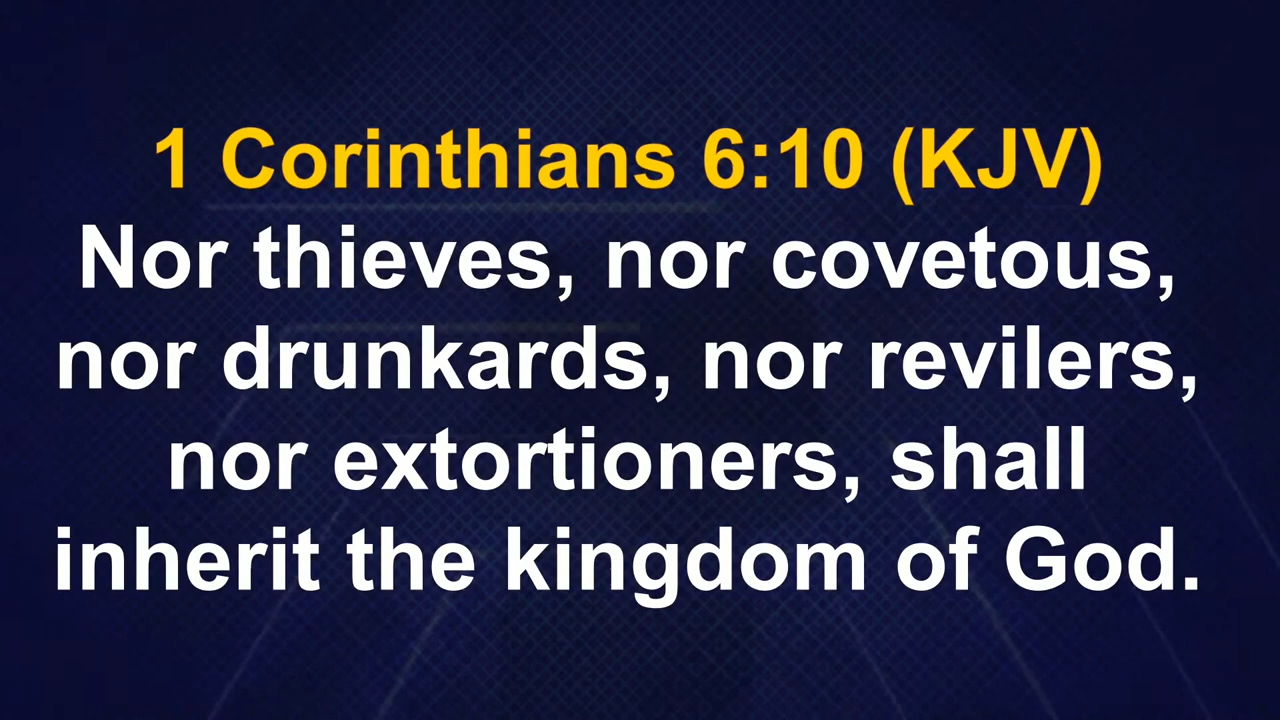 1 Corinthians 6:10 (KJV)
Nor thieves, nor covetous,
nor drunkards, nor revilers,
nor extortioners, shall
inherit the kingdom of God.